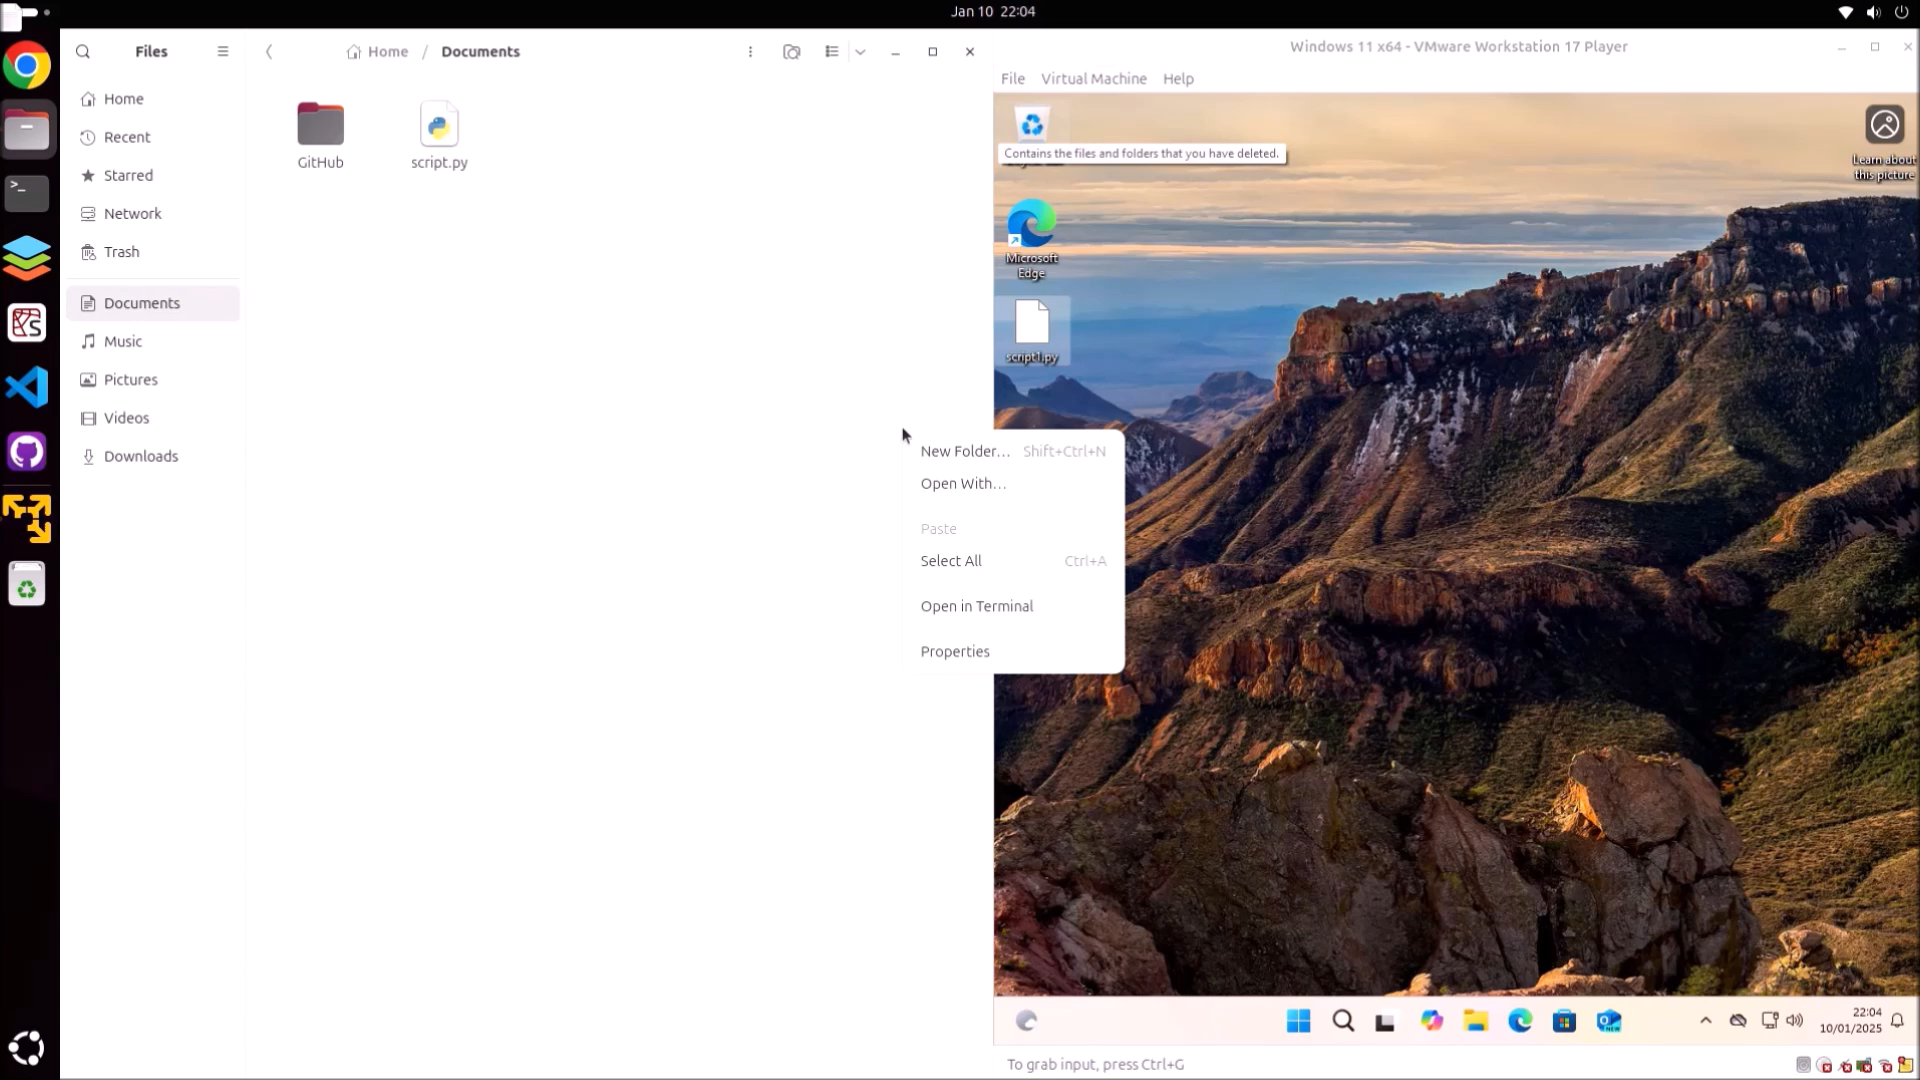 Jan 10 22:04
Files
Home / Documents
Home
Recent
Starred
Network
Trash
Documents
Music
Pictures
Videos
Downloads
GitHub
script.py
New Folder… Shift+Ctrl+N
Open With…
Paste
Select All Ctrl+A
Open in Terminal
Properties
Windows 11 x64 - VMware Workstation 17 Player
File Virtual Machine Help
Contains the files and folders that you have deleted.
Learn about
this picture
Microsoft
Edge
script1.py
22:04
10/01/2025
To grab input, press Ctrl+G